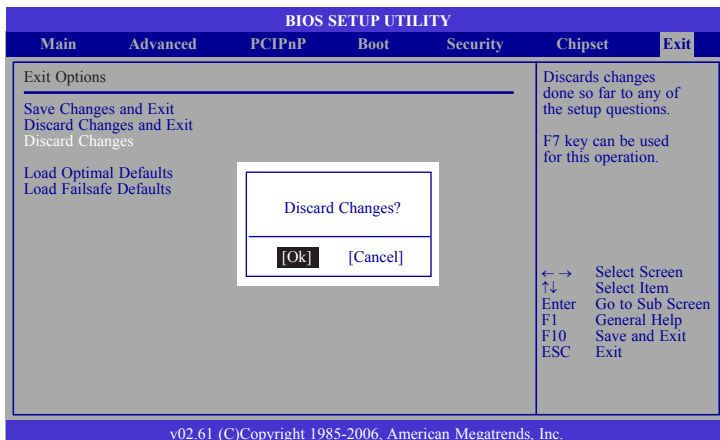 BIOS SETUP UTILITY
Main Advanced PCIPnP Boot Security Chipset Exit
Exit Options
Save Changes and Exit
Discard Changes and Exit
Discard Changes
Load Optimal Defaults
Load Failsafe Defaults
Discard Changes?
[Ok] [Cancel]
Discards changes
done so far to any of
the setup questions.
F7 key can be used
for this operation.
←→ Select Screen
↑↓ Select Item
Enter Go to Sub Screen
F1 General Help
F10 Save and Exit
ESC Exit
v02.61 (C)Copyright 1985-2006, American Megatrends, Inc.